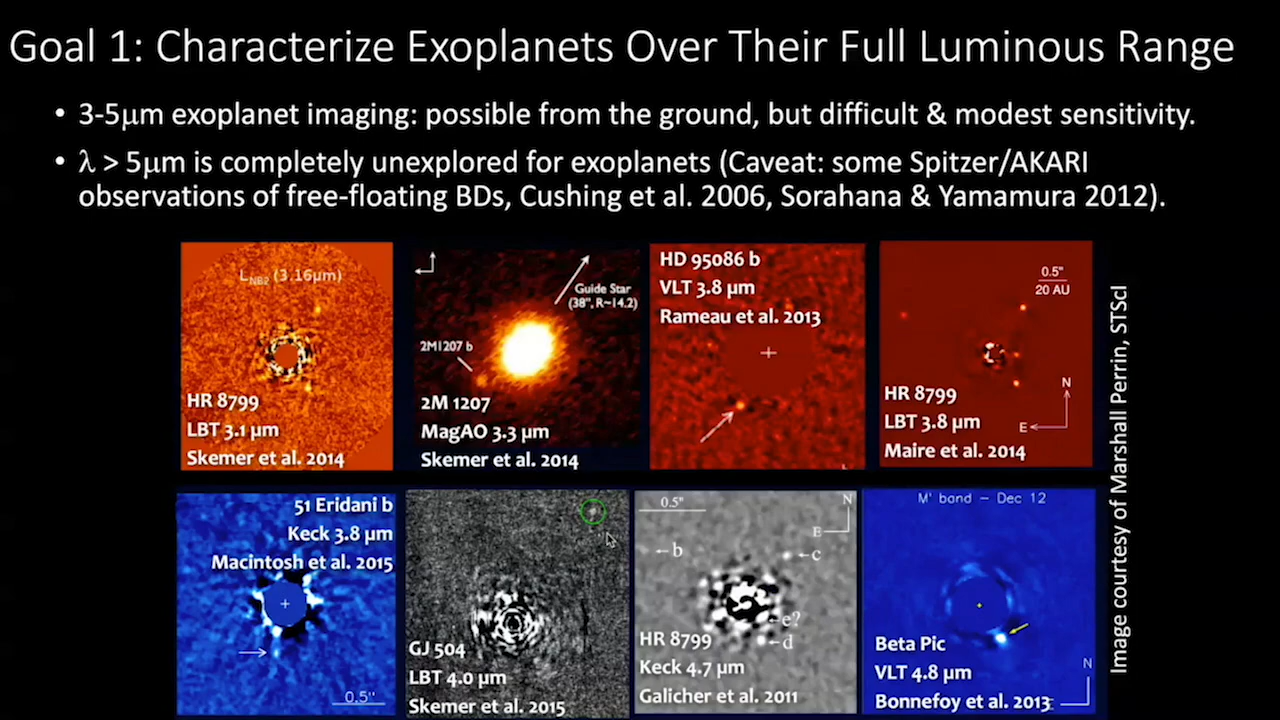 Goal 1: Characterize Exoplanets Over Their Full Luminous Range
• 3-5μm exoplanet imaging: possible from the ground, but difficult & modest sensitivity.
• λ > 5μm is completely unexplored for exoplanets (Caveat: some Spitzer/AKARI
observations of free-floating BDs, Cushing et al. 2006, Sorahana & Yamamura 2012).
L_NB2 (3.16μm)
HR 8799
LBT 3.1 μm
Skemer et al. 2014
Guide Star
(38", R~14.2)
2M1207 b
2M 1207
MagAO 3.3 μm
Skemer et al. 2014
HD 95086 b
VLT 3.8 μm
Rameau et al. 2013
0.5"
20 AU
N
E
HR 8799
LBT 3.8 μm
Maire et al. 2014
51 Eridani b
Keck 3.8 μm
Macintosh et al. 2015
0.5"
GJ 504
LBT 4.0 μm
Skemer et al. 2015
0.5"
N
E
b
c
e?
d
HR 8799
Keck 4.7 μm
Galicher et al. 2011
M' band - Dec 12
Beta Pic
VLT 4.8 μm
Bonnefoy et al. 2013
N
E
Image courtesy of Marshall Perrin, STScI